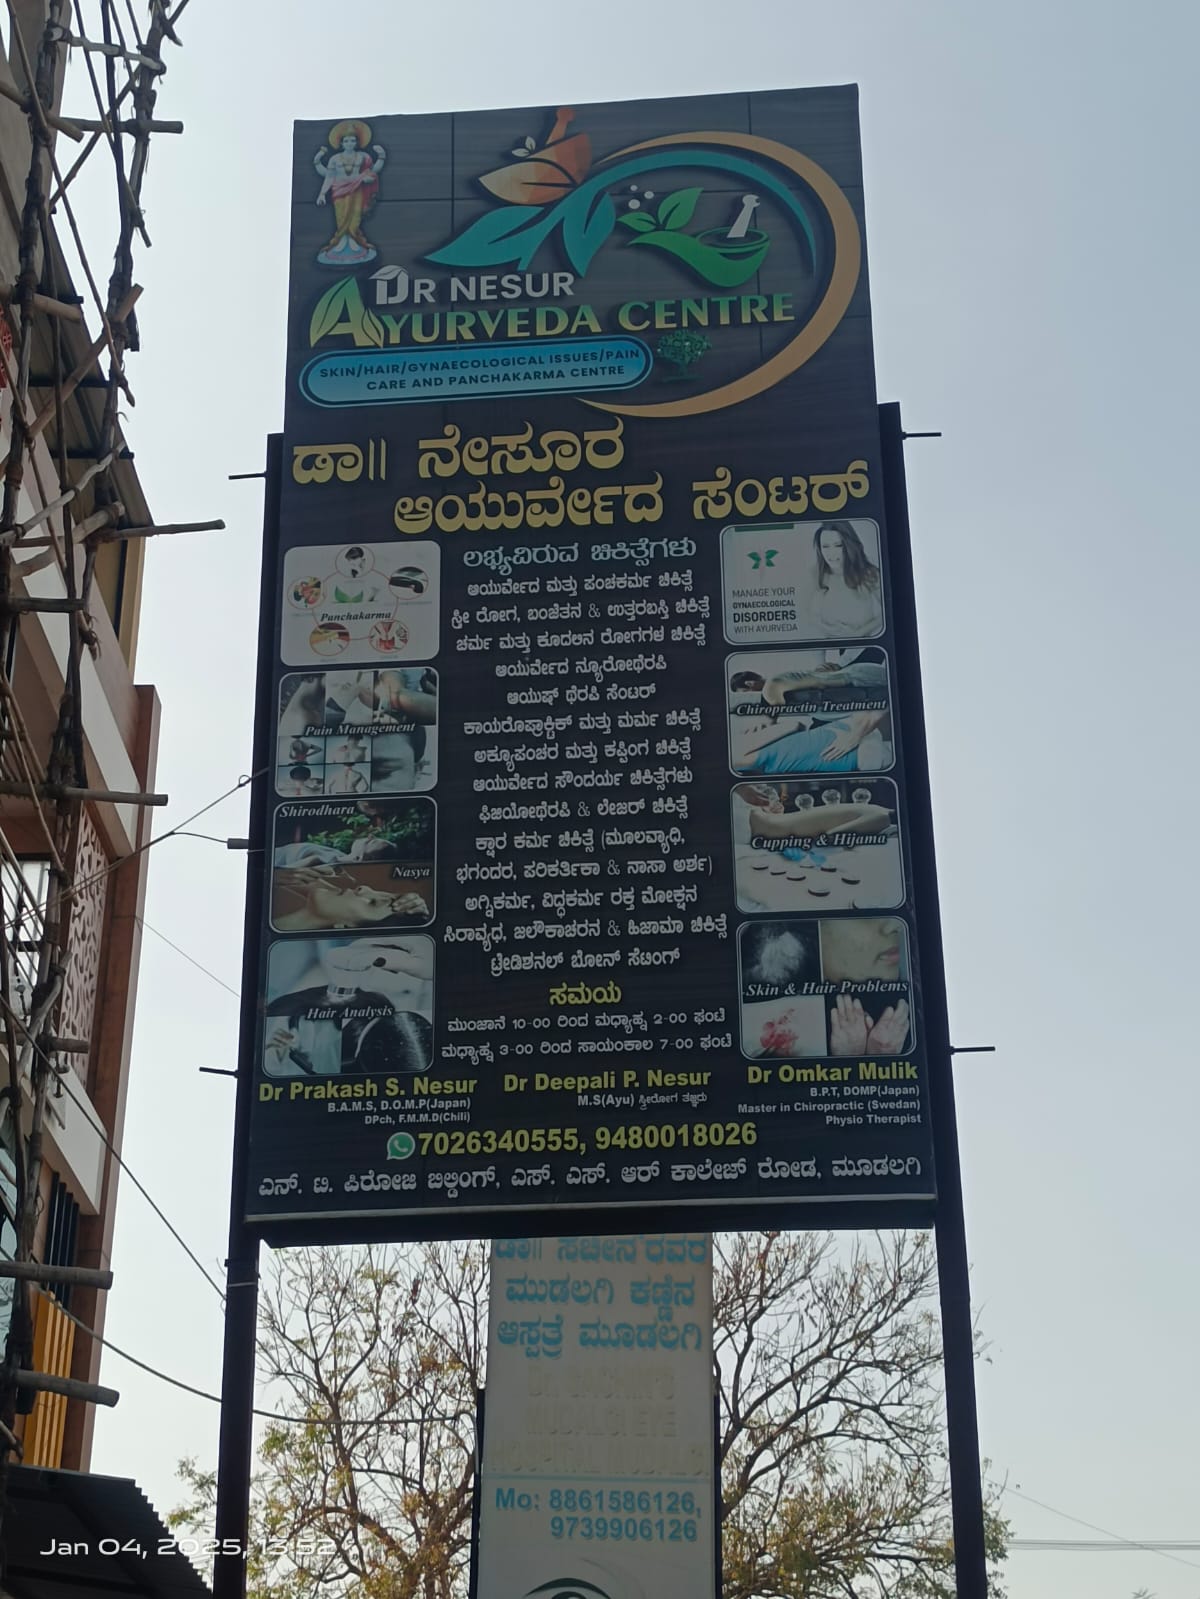 DR NESUR
AYURVEDA CENTRE
SKIN/HAIR/GYNAECOLOGICAL ISSUES/PAIN
CARE AND PANCHAKARMA CENTRE
ಡಾ|| ನೇಸೂರ
ಆಯುರ್ವೇದ ಸೆಂಟರ್
ಲಭ್ಯವಿರುವ ಚಿಕಿತ್ಸೆಗಳು
ಆಯುರ್ವೇದ ಮತ್ತು ಪಂಚಕರ್ಮ ಚಿಕಿತ್ಸೆ
ಸ್ತ್ರೀ ರೋಗ, ಬಂಜೆತನ & ಉತ್ತರಬಸ್ತಿ ಚಿಕಿತ್ಸೆ
ಚರ್ಮ ಮತ್ತು ಕೂದಲಿನ ರೋಗಗಳ ಚಿಕಿತ್ಸೆ
ಆಯುರ್ವೇದ ನ್ಯೂರೋಥೆರಪಿ
ಆಯುಷ್ ಥೆರಪಿ ಸೆಂಟರ್
ಕಾಯರೊಪ್ರಾಕ್ಟಿಕ್ ಮತ್ತು ಮರ್ಮ ಚಿಕಿತ್ಸೆ
ಅಕ್ಯೂಪಂಚರ ಮತ್ತು ಕಪ್ಪಿಂಗ ಚಿಕಿತ್ಸೆ
ಆಯುರ್ವೇದ ಸೌಂದರ್ಯ ಚಿಕಿತ್ಸೆಗಳು
ಫಿಜಿಯೋಥೆರಪಿ & ಲೇಜರ್ ಚಿಕಿತ್ಸೆ
ಕ್ಷಾರ ಕರ್ಮ ಚಿಕಿತ್ಸೆ (ಮೂಲವ್ಯಾಧಿ,
ಭಗಂದರ, ಪರಿಕರ್ತಿಕಾ & ನಾಸಾ ಅರ್ಶ)
ಅಗ್ನಿಕರ್ಮ, ವಿದ್ಧಕರ್ಮ ರಕ್ತ ಮೋಕ್ಷನ
ಸಿರಾವ್ಯಧ, ಜಲೌಕಾಚರನ & ಹಿಜಾಮಾ ಚಿಕಿತ್ಸೆ
ಟ್ರೇಡಿಶನಲ್ ಬೋನ್ ಸೆಟಿಂಗ್
ಸಮಯ
ಮುಂಜಾನೆ 10-00 ರಿಂದ ಮಧ್ಯಾಹ್ನ 2-00 ಘಂಟೆ
ಮಧ್ಯಾಹ್ನ 3-00 ರಿಂದ ಸಾಯಂಕಾಲ 7-00 ಘಂಟೆ
Panchakarma
Pain Management
Shirodhara
Nasya
Hair Analysis
MANAGE YOUR
GYNAECOLOGICAL
DISORDERS
WITH AYURVEDA
Chiropractin Treatment
Cupping & Hijama
Skin & Hair Problems
Dr Prakash S. Nesur
B.A.M.S, D.O.M.P(Japan)
DPch, F.M.M.D(Chili)
Dr Deepali P. Nesur
M.S(Ayu) ಸ್ತ್ರೀರೋಗ ತಜ್ಞರು
Dr Omkar Mulik
B.P.T, DOMP(Japan)
Master in Chiropractic (Swedan)
Physio Therapist
7026340555, 9480018026
ಎನ್. ಟಿ. ಪಿರೋಜಿ ಬಿಲ್ಡಿಂಗ್, ಎಸ್. ಎಸ್. ಆರ್ ಕಾಲೇಜ್ ರೋಡ, ಮೂಡಲಗಿ
ಡಾ|| ಸಚೀನ್ ರವರ
ಮುಡಲಗಿ ಕಣ್ಣಿನ
ಆಸ್ಪತ್ರೆ ಮೂಡಲಗಿ
Dr. SACHIN'S
MUDALGI EYE
Mo: 8861586126,
9739906126
Jan 04, 2025, 13:52